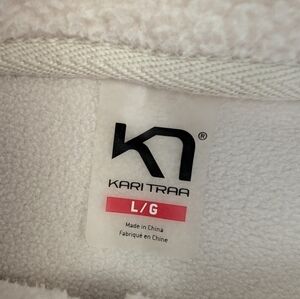 KARI TRAA
L/G
Made in China
Fabriqué en Chine